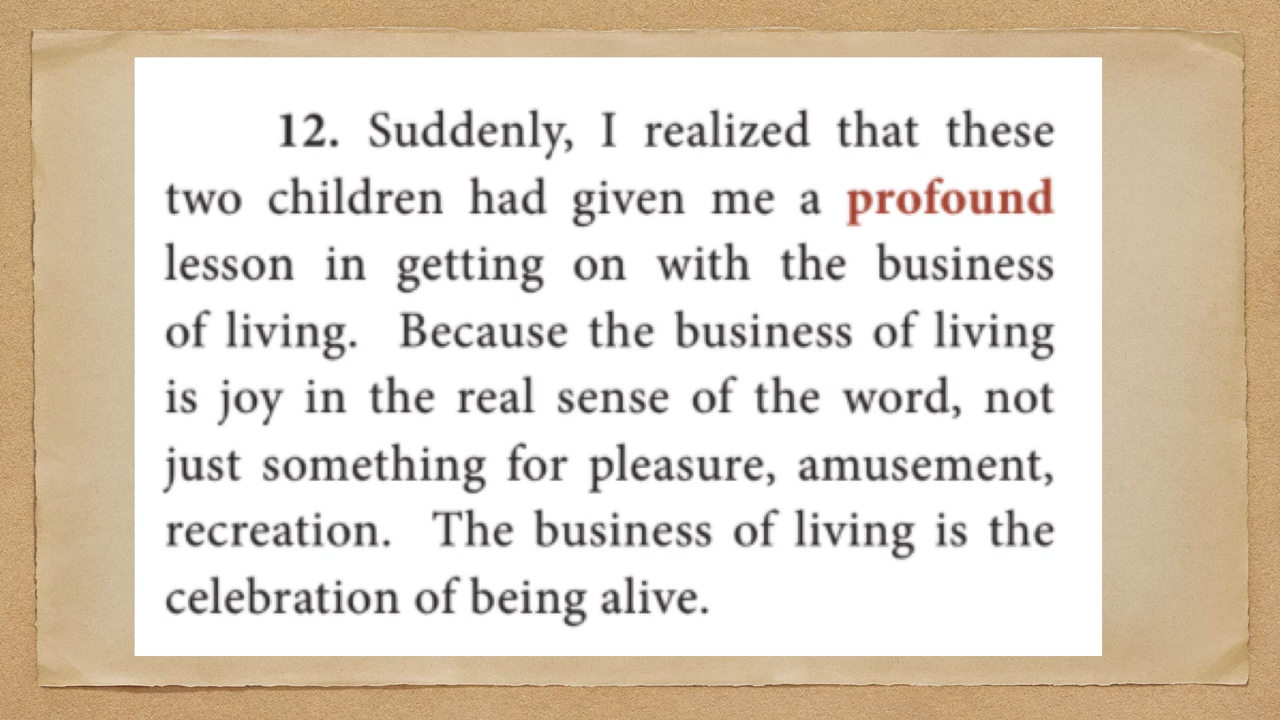 12. Suddenly, I realized that these
two children had given me a profound
lesson in getting on with the business
of living. Because the business of living
is joy in the real sense of the word, not
just something for pleasure, amusement,
recreation. The business of living is the
celebration of being alive.